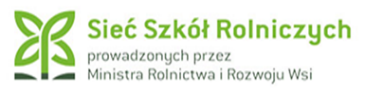 Sieć Szkół Rolniczych
prowadzonych przez
Ministra Rolnictwa i Rozwoju Wsi